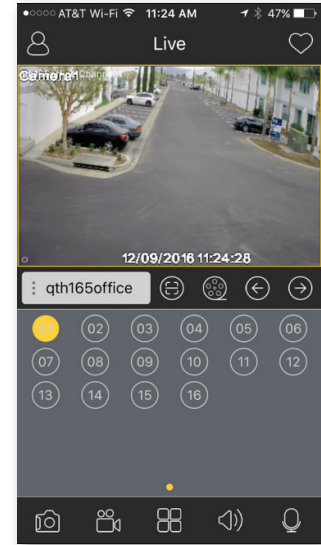 AT&T Wi-Fi 11:24 AM 47%
Live
Camera1
12/09/2016 11:24:28
qth165office
01 02 03 04 05 06
07 08 09 10 11 12
13 14 15 16